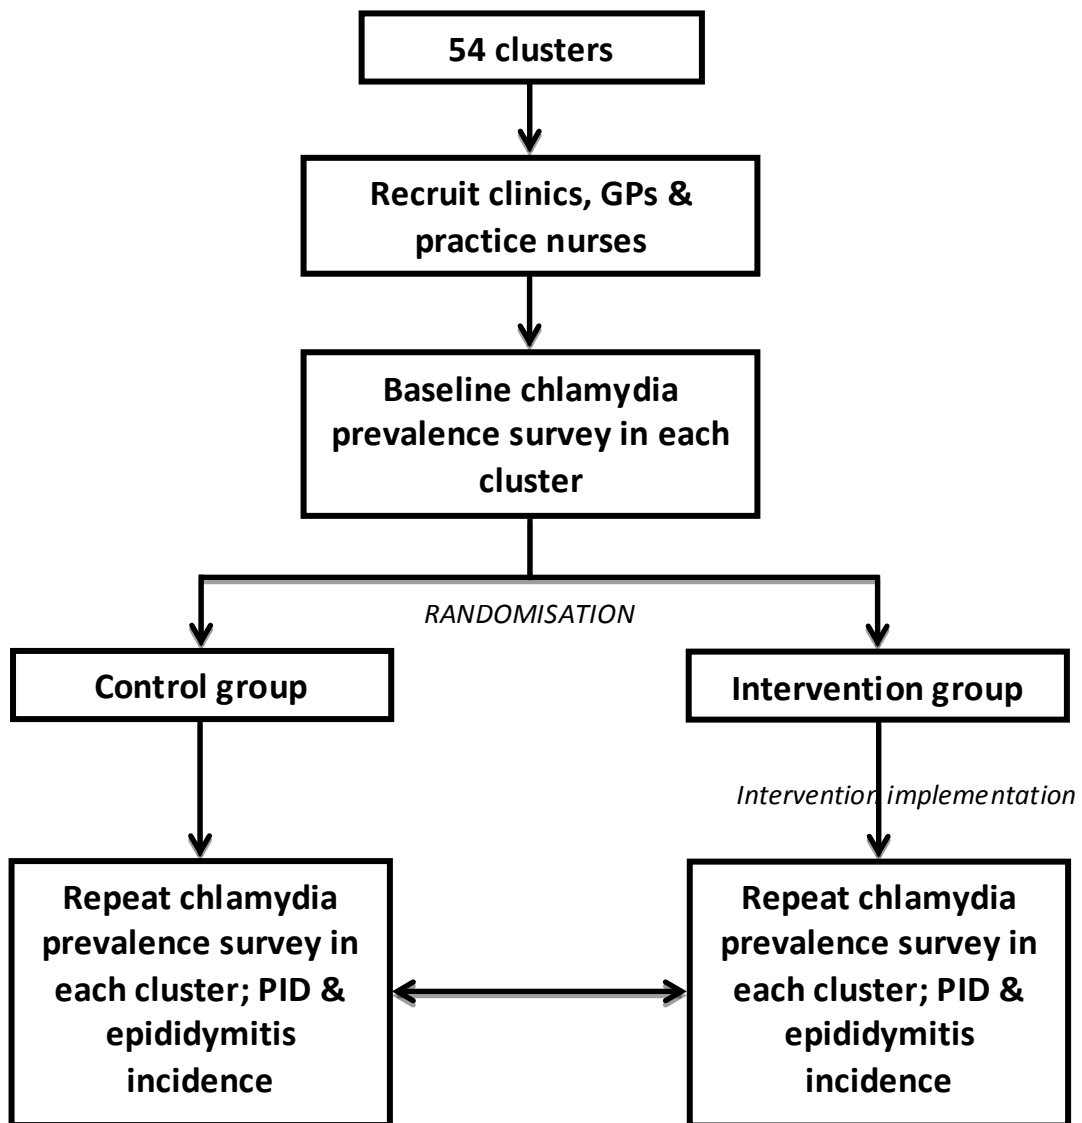 54 clusters
Recruit clinics, GPs &
practice nurses
Baseline chlamydia
prevalence survey in each
cluster
RANDOMISATION
Control group
Intervention group
Intervention implementation
Repeat chlamydia
prevalence survey in
each cluster; PID &
epididymitis
incidence
Repeat chlamydia
prevalence survey in
each cluster; PID &
epididymitis
incidence